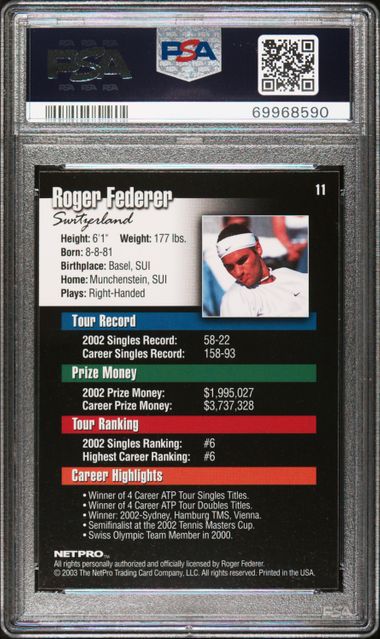 PSA
PSA
69968590
Roger Federer
11
Switzerland
Height: 6'1" Weight: 177 lbs.
Born: 8-8-81
Birthplace: Basel, SUI
Home: Munchenstein, SUI
Plays: Right-Handed
Tour Record
2002 Singles Record: 58-22
Career Singles Record: 158-93
Prize Money
2002 Prize Money: $1,995,027
Career Prize Money: $3,737,328
Tour Ranking
2002 Singles Ranking: #6
Highest Career Ranking: #6
Career Highlights
• Winner of 4 Career ATP Tour Singles Titles.
• Winner of 4 Career ATP Tour Doubles Titles.
• Winner: 2002-Sydney, Hamburg TMS, Vienna.
• Semifinalist at the 2002 Tennis Masters Cup.
• Swiss Olympic Team Member in 2000.
NETPRO™
All rights personally authorized and officially licensed by Roger Federer.
© 2003 The NetPro Trading Card Company, LLC. All rights reserved. Printed in the USA.
PSA